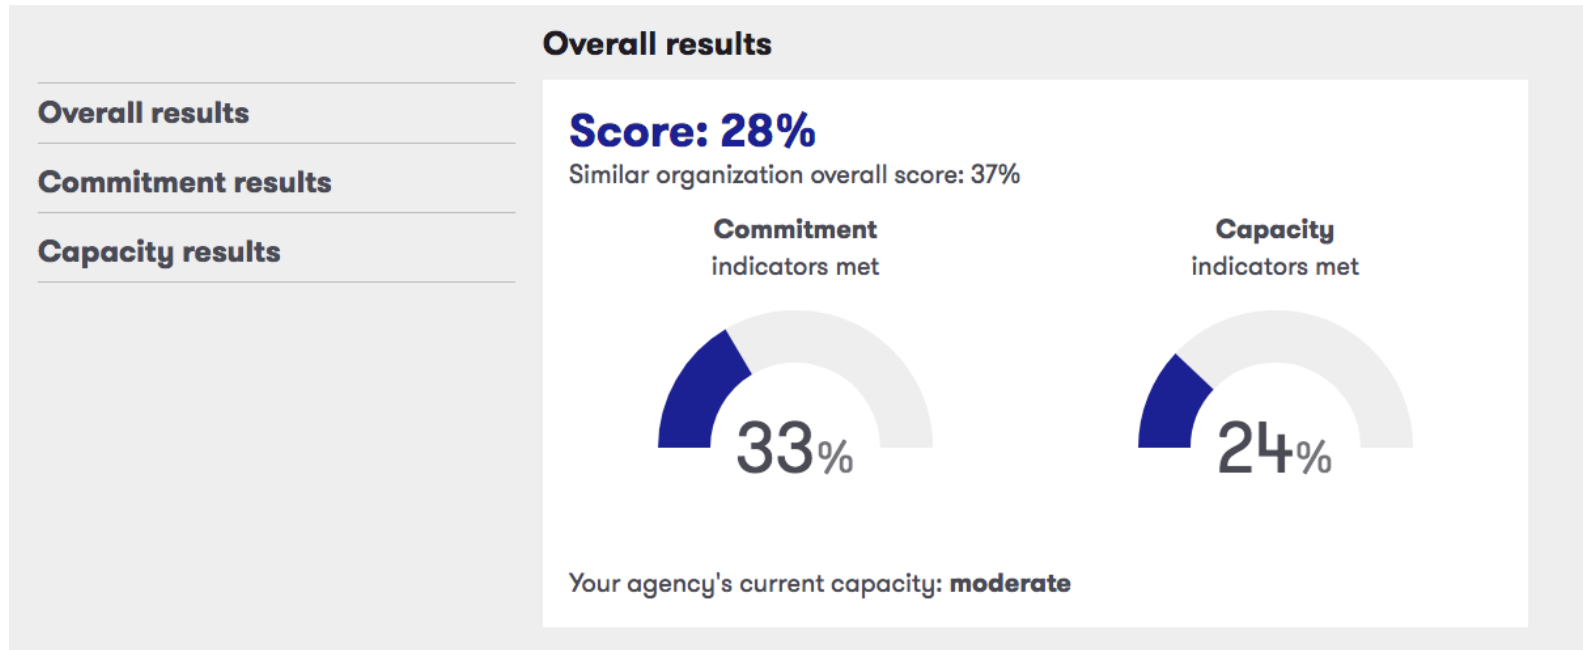 Overall results
Commitment results
Capacity results
Overall results
Score: 28%
Similar organization overall score: 37%
Commitment
indicators met
33%
Capacity
indicators met
24%
Your agency's current capacity: moderate